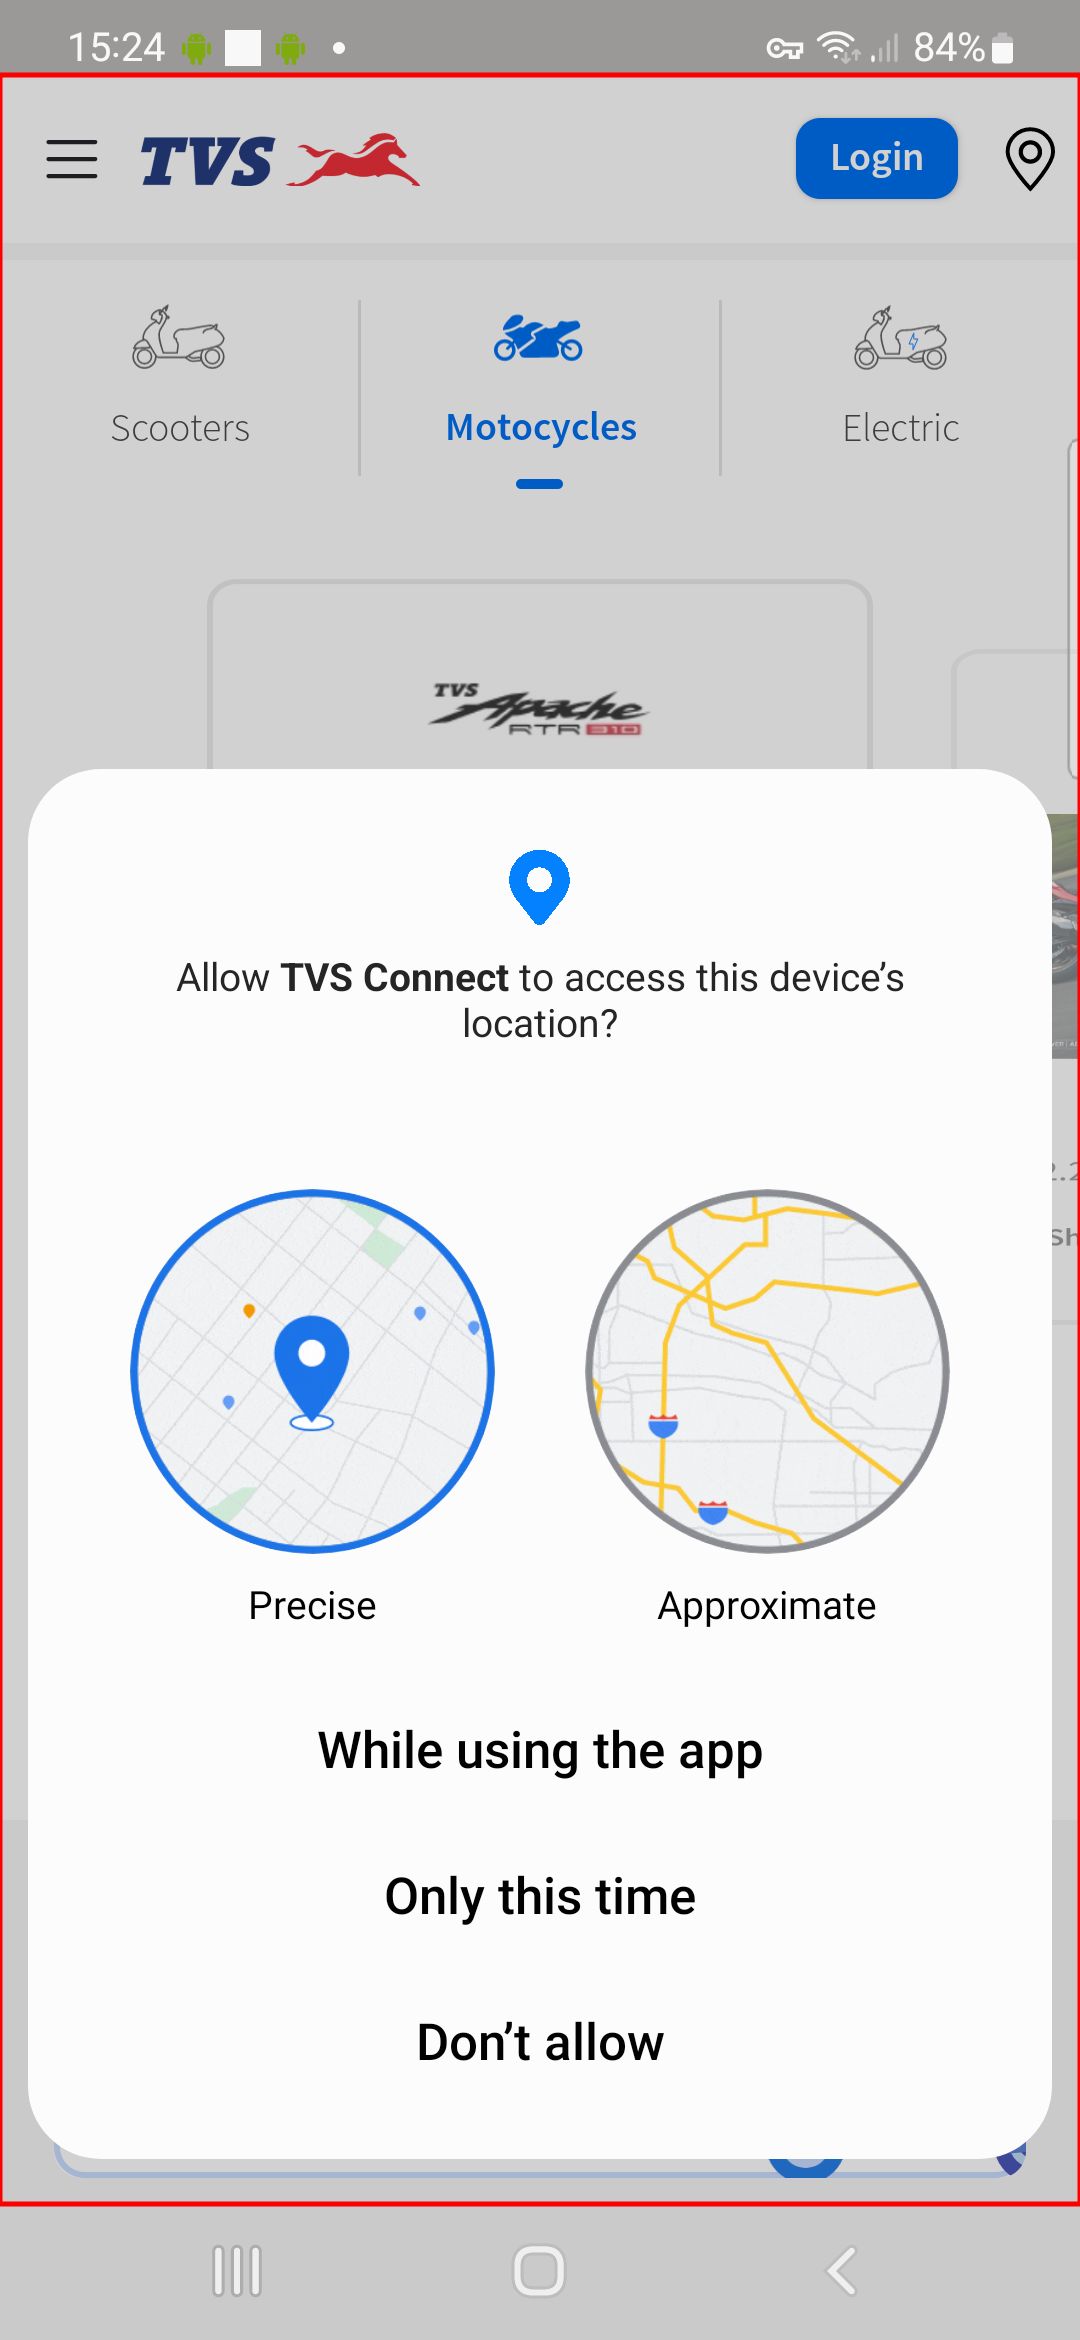 15:24
84%
TVS
Login
Scooters
Motocycles
Electric
TVS
Apache
RTR 310
Allow TVS Connect to access this device's
location?
Precise
Approximate
While using the app
Only this time
Don't allow